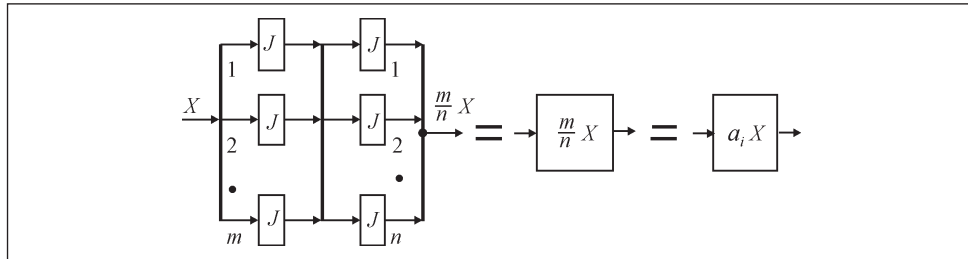 J J
1 1
X
m/n X
J J
2 2
= m/n X = a_i X
J J
m n